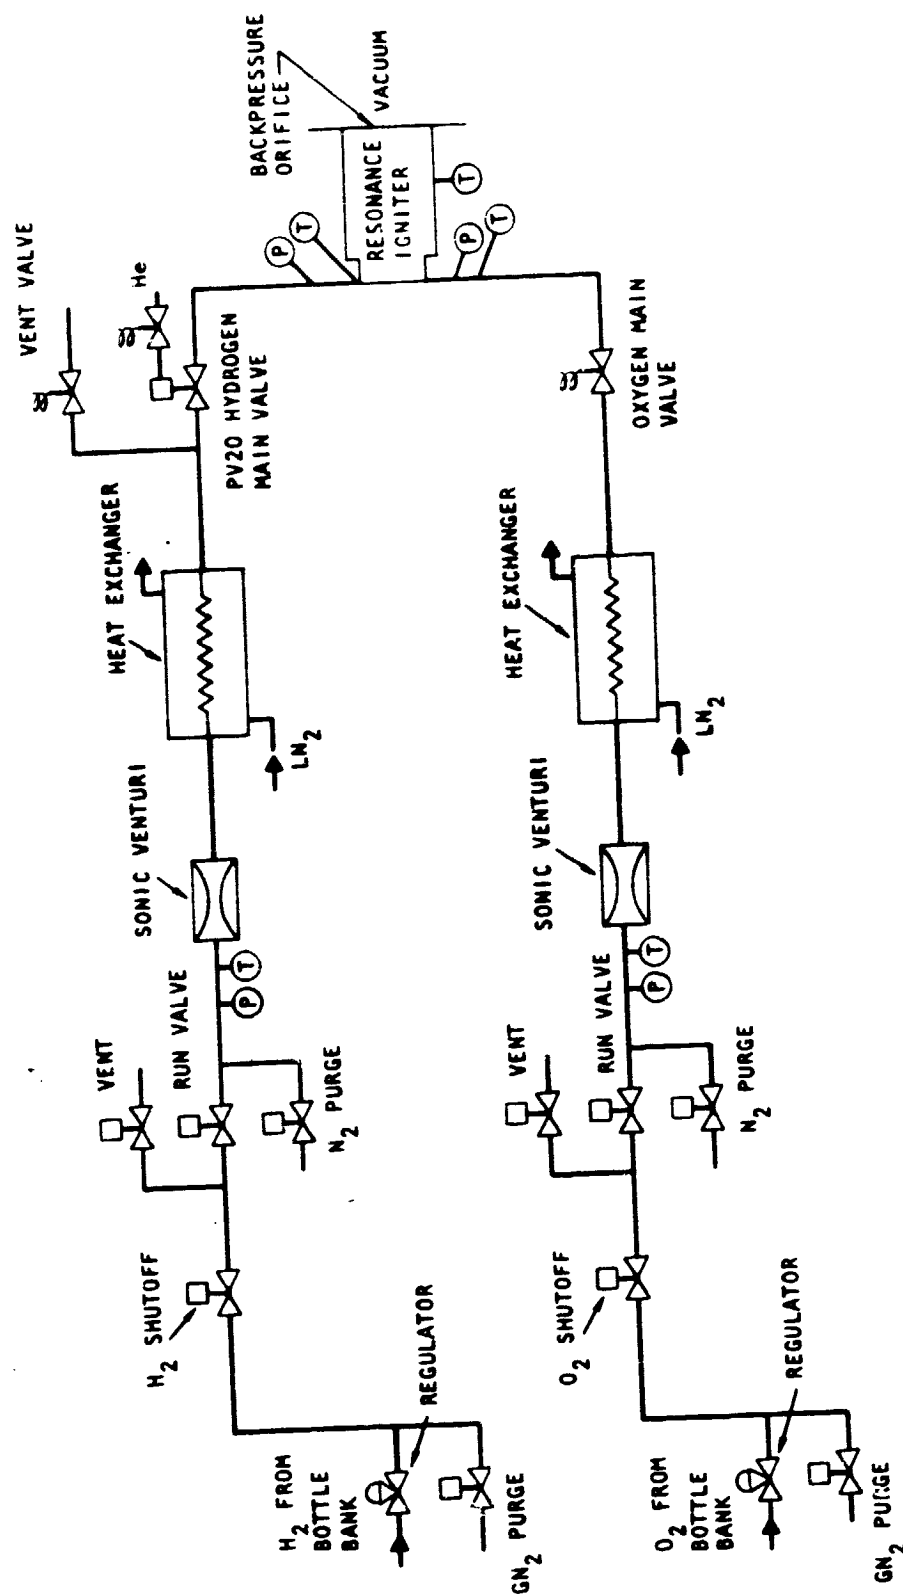 BACKPRESSURE
ORIFICE
VACUUM
RESONANCE
IGNITER
T
P
T
P
T
VENT VALVE
He
PV20 HYDROGEN
MAIN VALVE
OXYGEN MAIN
VALVE
HEAT EXCHANGER
LN2
HEAT EXCHANGER
LN2
SONIC VENTURI
SONIC VENTURI
T
P
T
P
VENT
RUN VALVE
N2 PURGE
VENT
RUN VALVE
N2 PURGE
H2 SHUTOFF
O2 SHUTOFF
REGULATOR
H2 FROM
BOTTLE
BANK
GN2 PURGE
REGULATOR
O2 FROM
BOTTLE
BANK
GN2 PURGE